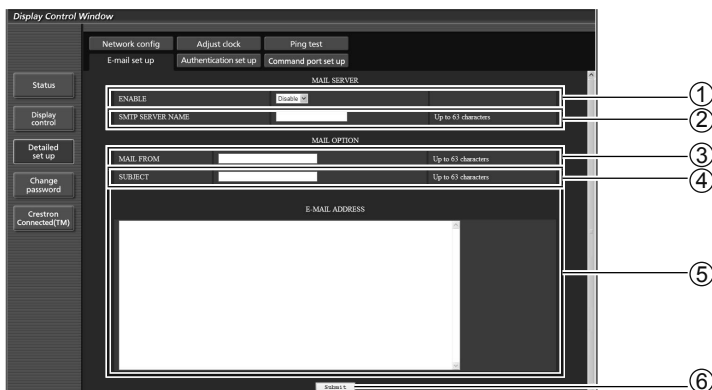 Display Control Window
Network config Adjust clock Ping test
E-mail set up Authentication set up Command port set up
Status
Display
control
Detailed
set up
Change
password
Crestron
Connected(TM)
MAIL SERVER
ENABLE Disable ①
SMTP SERVER NAME Up to 63 characters ②
MAIL OPTION
MAIL FROM Up to 63 characters ③
SUBJECT Up to 63 characters ④
E-MAIL ADDRESS
⑤
Submit ⑥